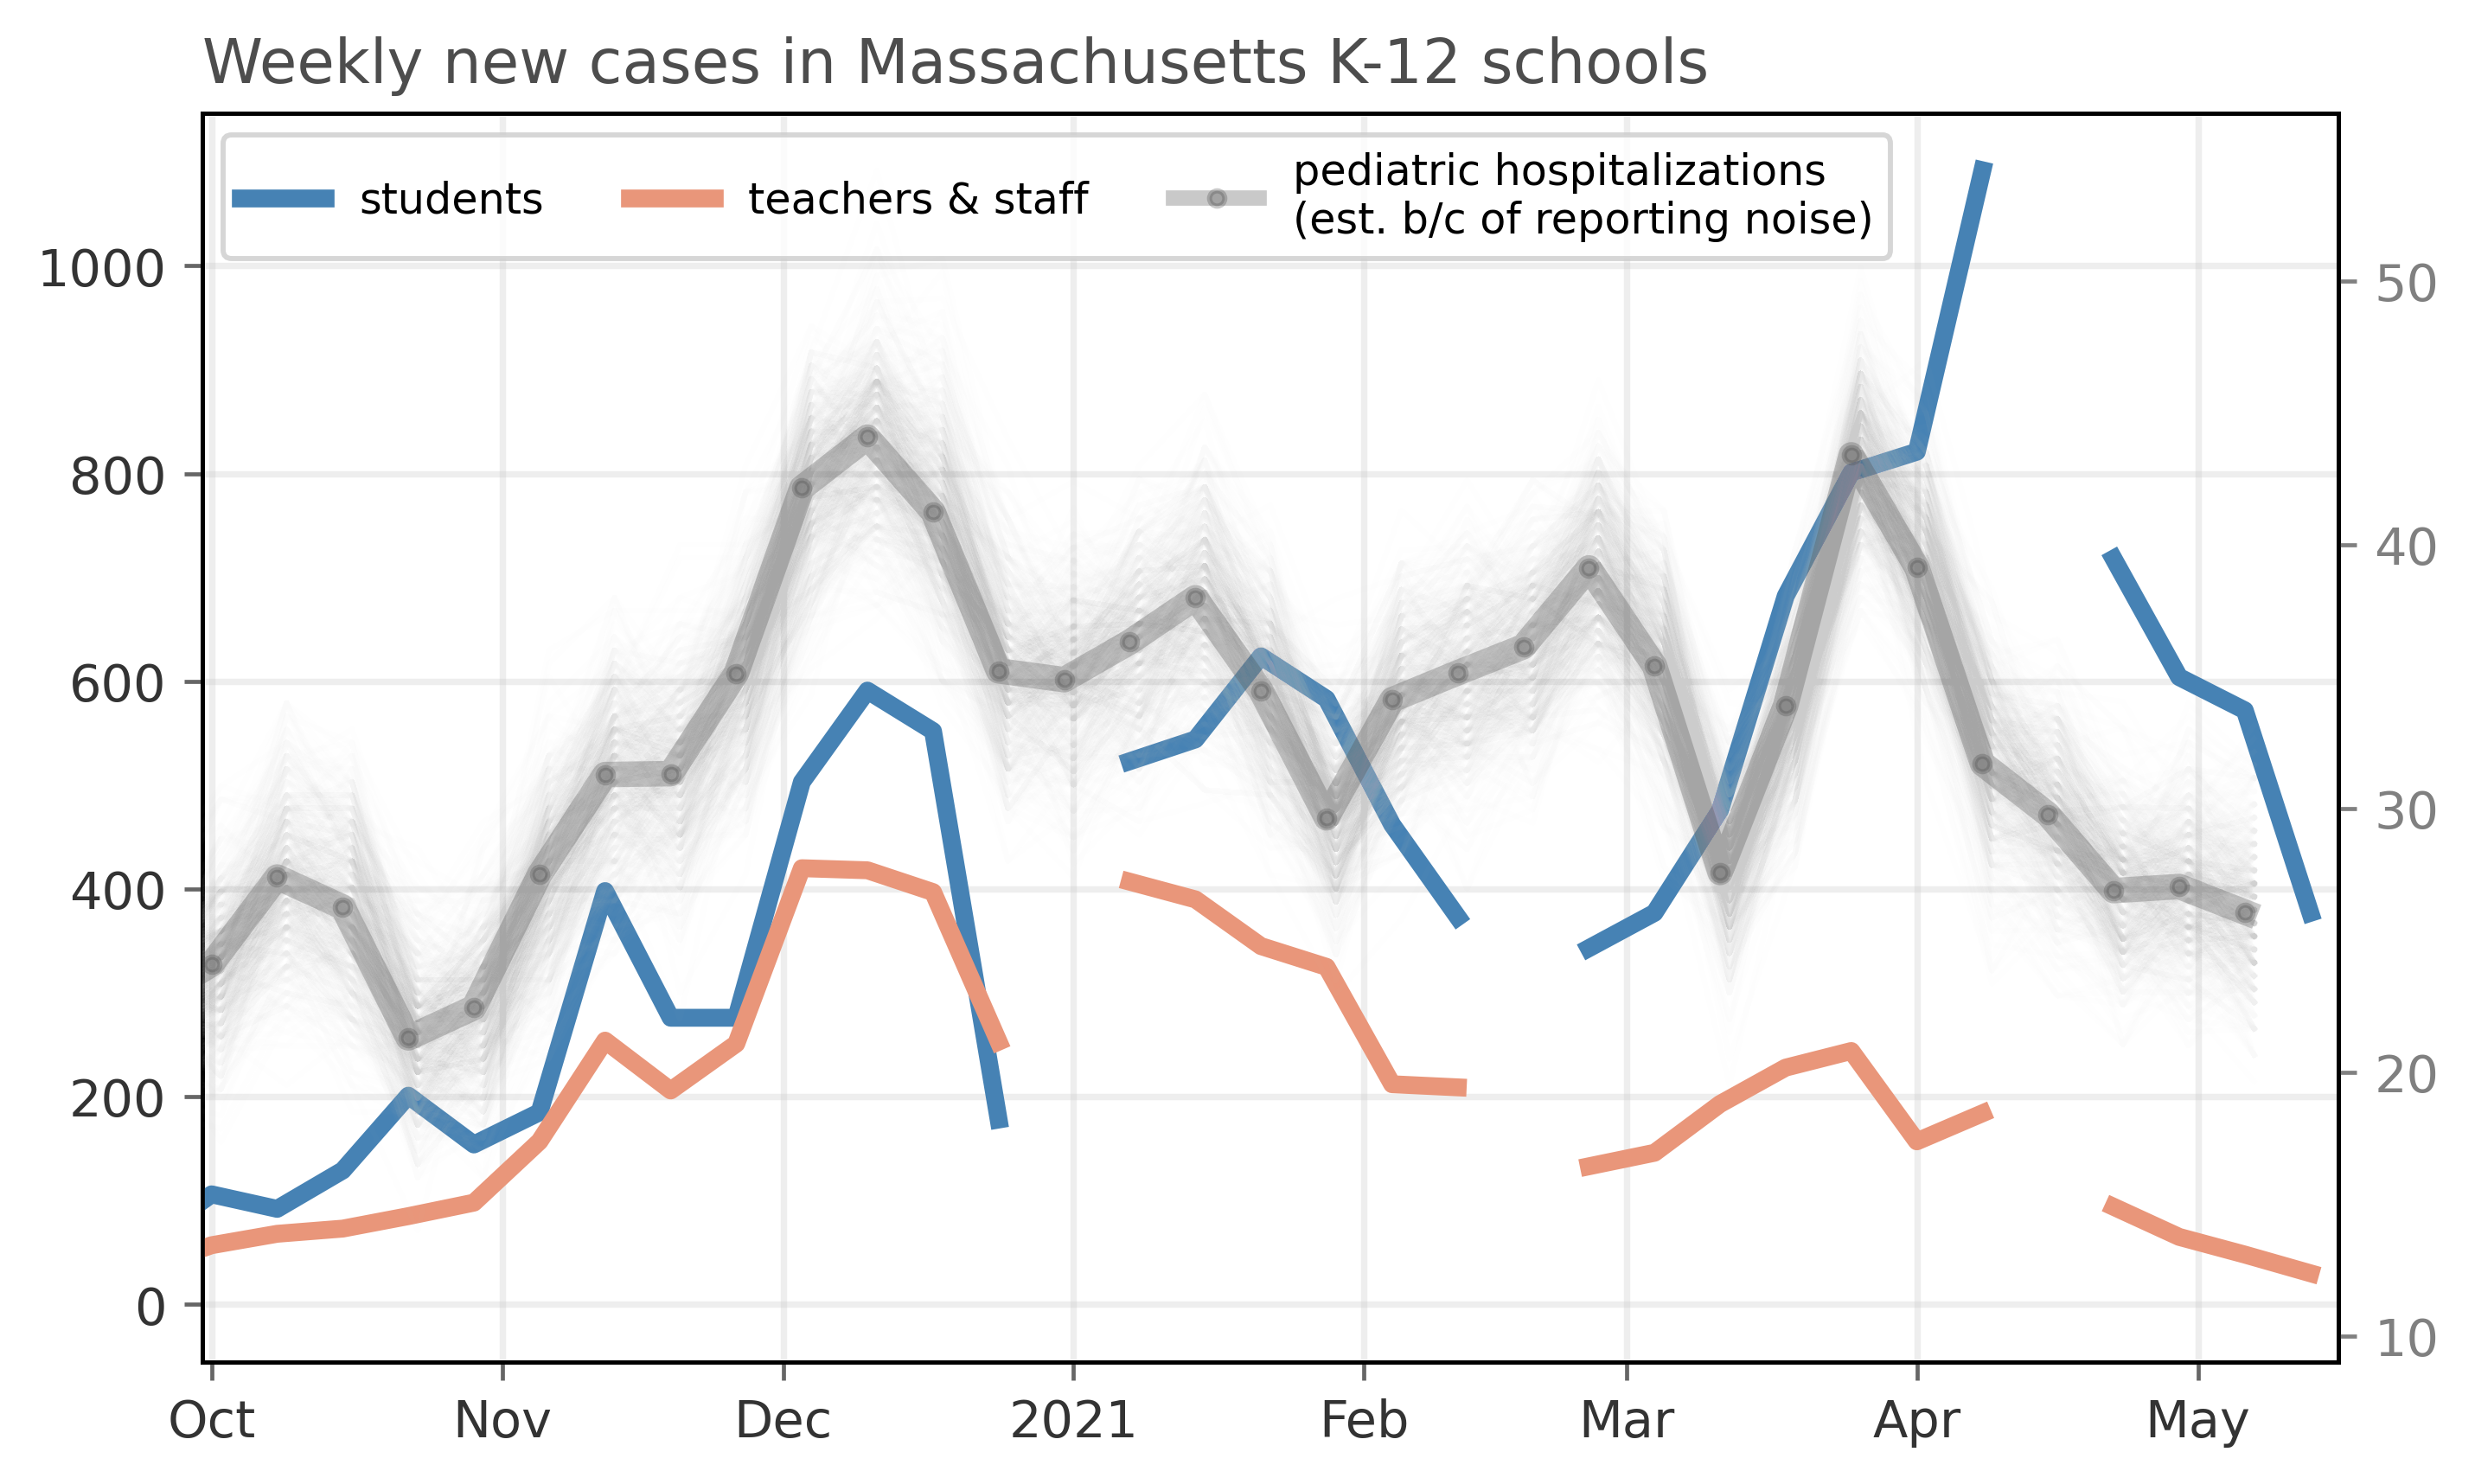 Weekly new cases in Massachusetts K-12 schools
students
teachers & staff
pediatric hospitalizations
(est. b/c of reporting noise)
1000
800
600
400
200
0
50
40
30
20
10
Oct Nov Dec 2021 Feb Mar Apr May